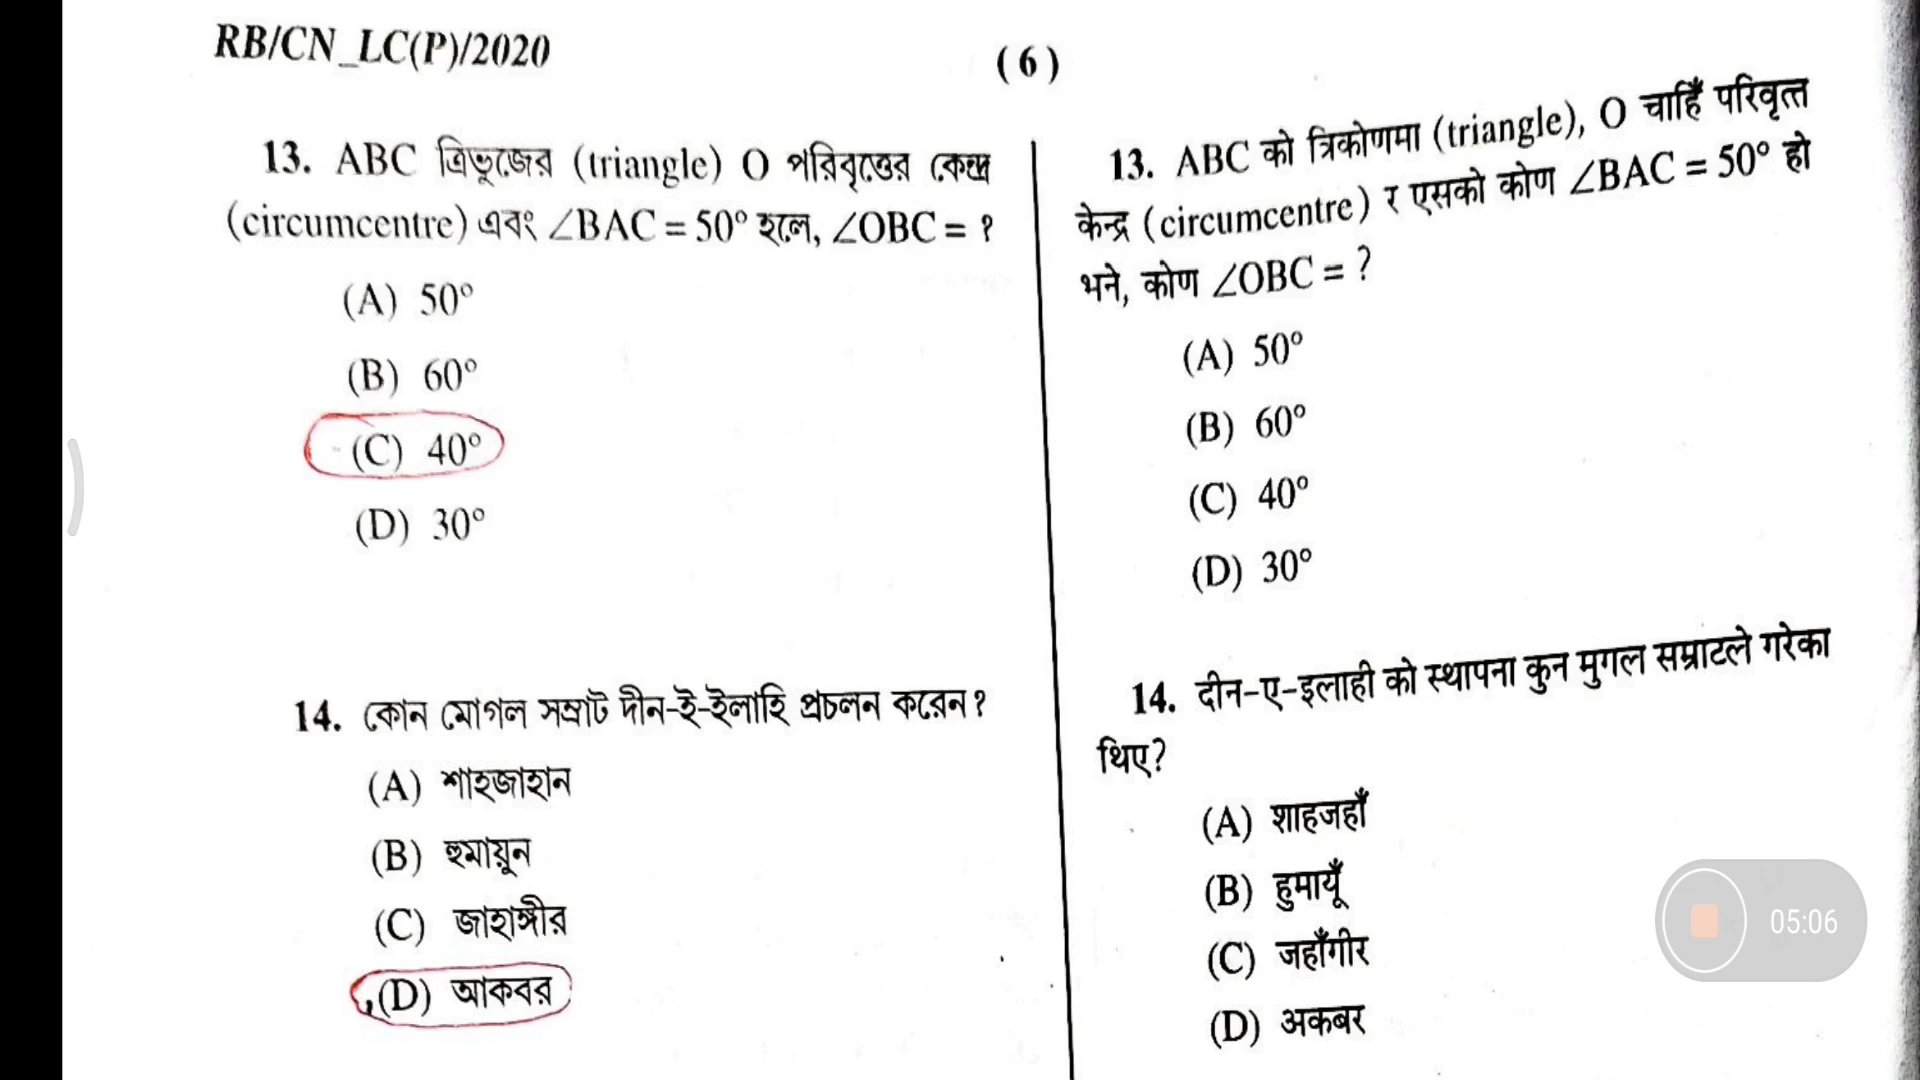 RB/CN_LC(P)/2020
(6)
13. ABC ত্রিভূজের (triangle) O পরিবৃত্তের কেন্দ্র
(circumcentre) এবং ∠BAC = 50° হলে, ∠OBC = ?
(A) 50°
(B) 60°
(C) 40°
(D) 30°
14. কোন মোগল সম্রাট দীন-ই-ইলাহি প্রচলন করেন?
(A) শাহজাহান
(B) হুমায়ুন
(C) জাহাঙ্গীর
(D) আকবর
13. ABC को त्रिकोणमा (triangle), O चाहिँ परिवृत्त
केन्द्र (circumcentre) र एसको कोण ∠BAC = 50° हो
भने, कोण ∠OBC = ?
(A) 50°
(B) 60°
(C) 40°
(D) 30°
14. दीन-ए-इलाही को स्थापना कुन मुगल सम्राटले गरेका
थिए?
(A) शाहजहाँ
(B) हुमायूँ
(C) जहाँगीर
(D) अकबर
05:06